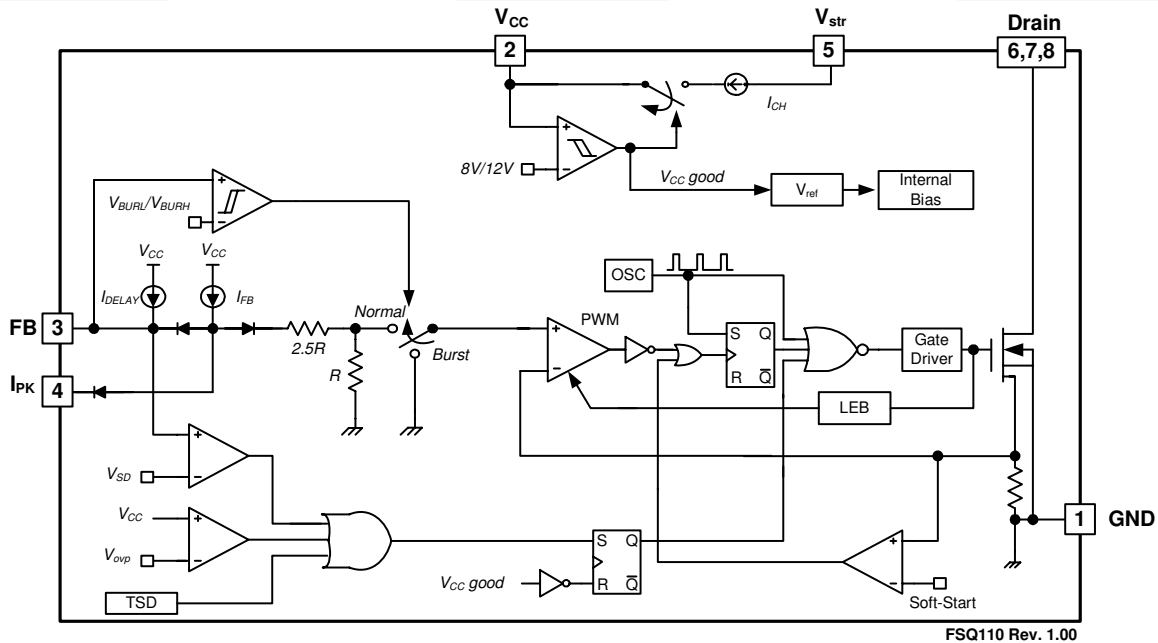 VCC
Vstr
Drain
2
5
6,7,8
ICH
+
8V/12V
−
VCC good
Vref
Internal
Bias
+
VBURL/VBURH
−
VCC
VCC
OSC
IDELAY
IFB
Normal
PWM
FB
3
2.5R
Burst
+
−
S
Q
R
Q̅
Gate
Driver
IPK
4
R
LEB
+
VSD
−
VCC
+
Vovp
−
S
Q
R
Q̅
VCC good
TSD
+
−
Soft-Start
1
GND
FSQ110 Rev. 1.00